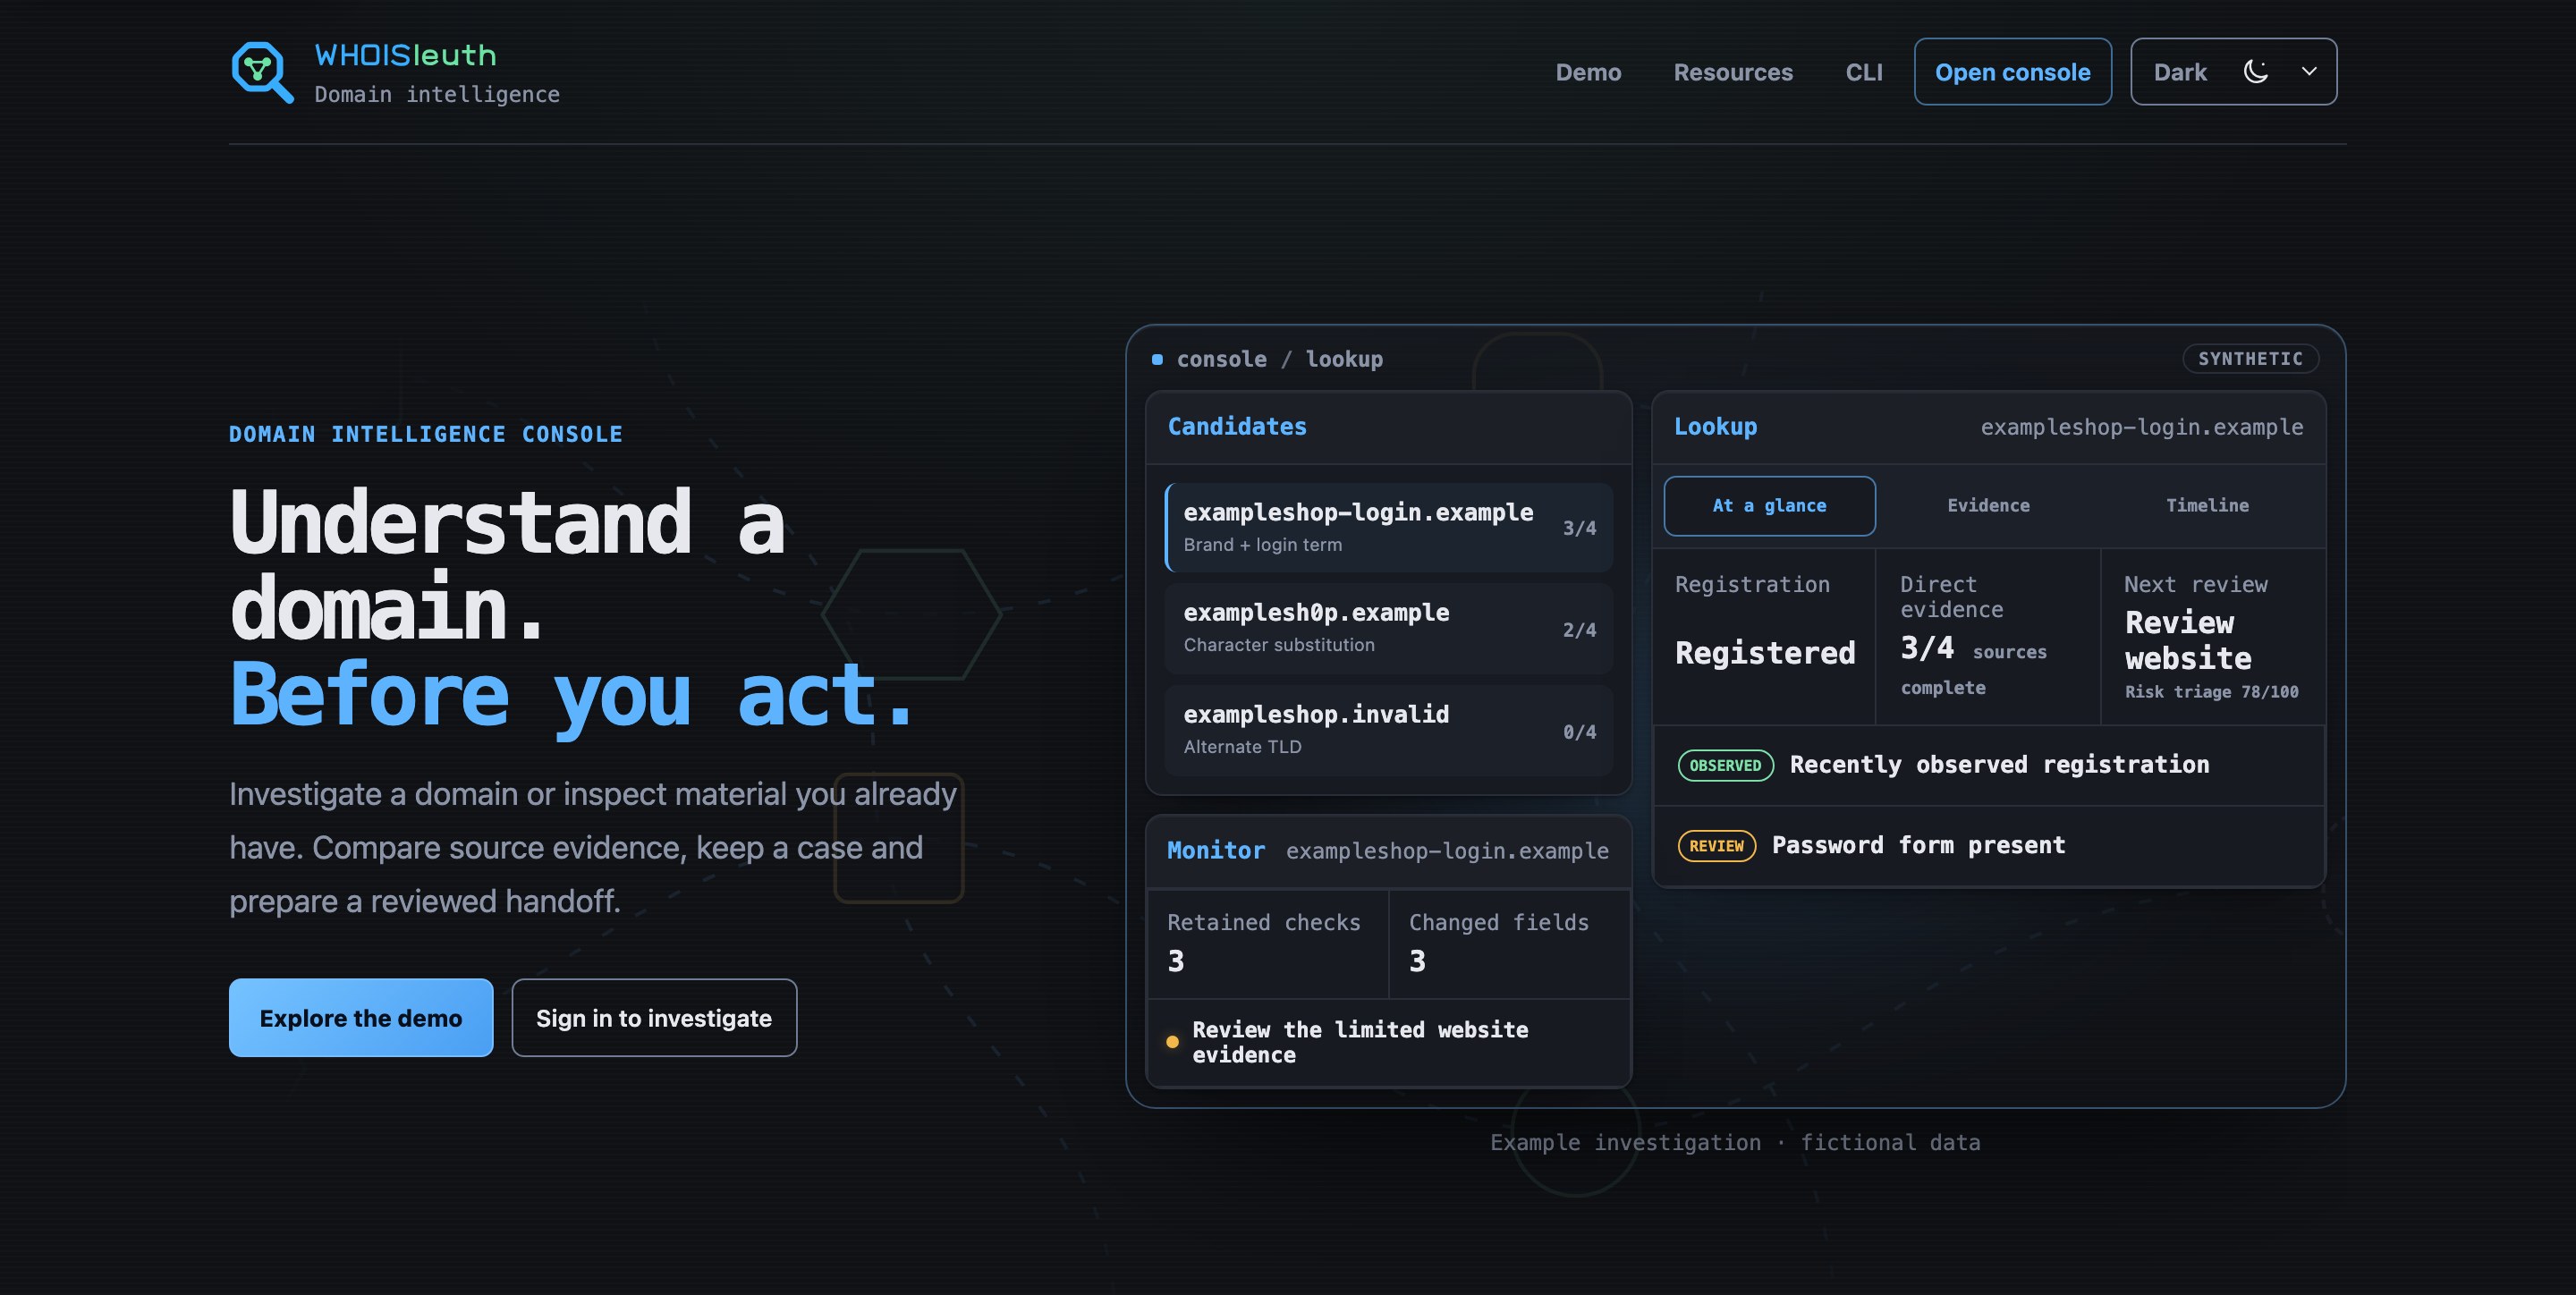 WHOISleuth
Domain intelligence
Demo
Resources
CLI
Open console
Dark
DOMAIN INTELLIGENCE CONSOLE
Understand a
domain.
Before you act.
Investigate a domain or inspect material you already
have. Compare source evidence, keep a case and
prepare a reviewed handoff.
Explore the demo
Sign in to investigate
console / lookup
SYNTHETIC
Candidates
exampleshop-login.example
Brand + login term
3/4
examplesh0p.example
Character substitution
2/4
exampleshop.invalid
Alternate TLD
0/4
Monitor
exampleshop-login.example
Retained checks
3
Changed fields
3
Review the limited website
evidence
Lookup
exampleshop-login.example
At a glance
Evidence
Timeline
Registration
Registered
Direct
evidence
3/4 sources
complete
Next review
Review
website
Risk triage 78/100
OBSERVED
Recently observed registration
REVIEW
Password form present
Example investigation · fictional data